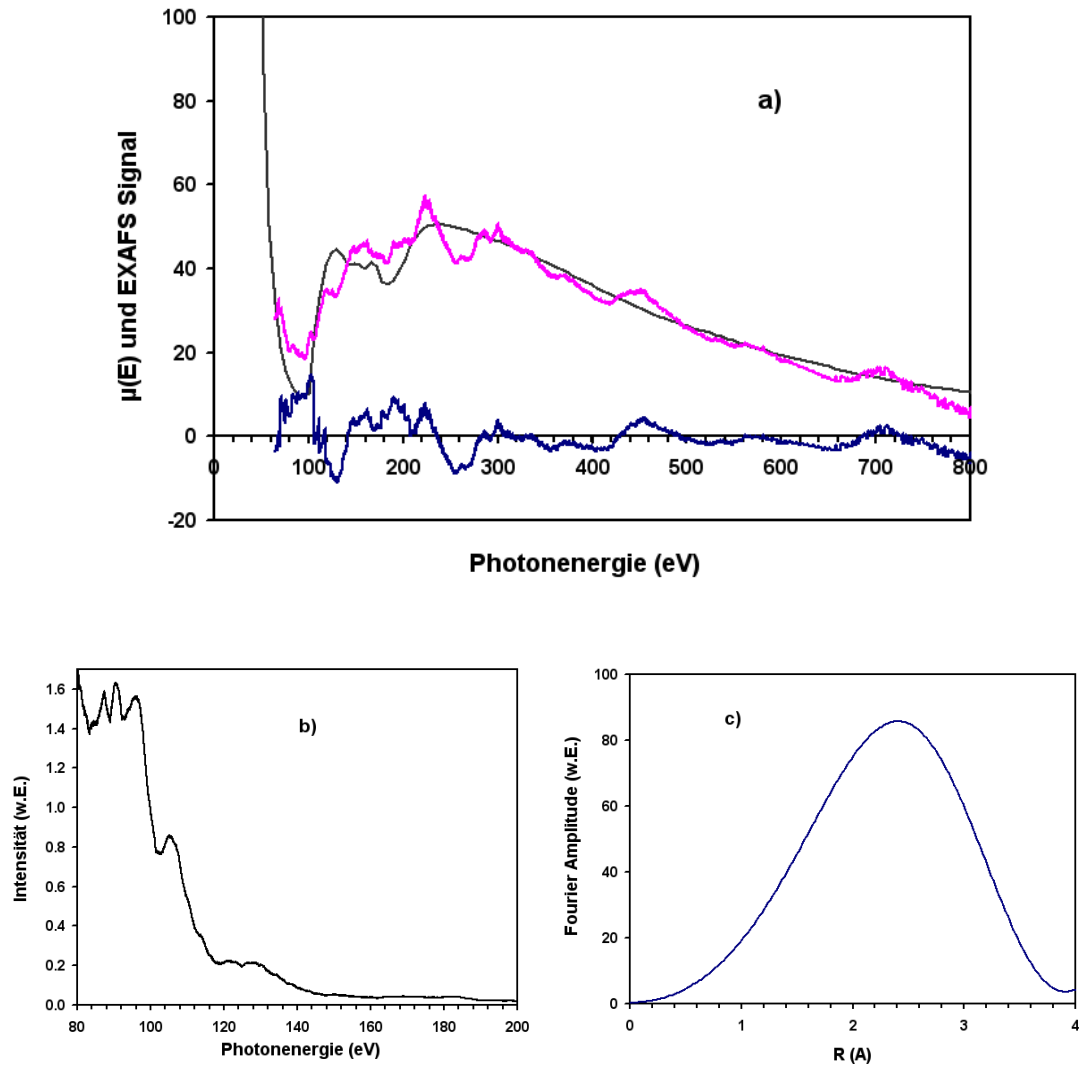 100
80
60
40
20
0
-20
µ(E) und EXAFS Signal
a)
0 100 200 300 400 500 600 700 800
Photonenergie (eV)
1.6
1.4
1.2
1.0
0.8
0.6
0.4
0.2
0.0
Intensität (w.E.)
b)
80 100 120 140 160 180 200
Photonenergie (eV)
100
80
60
40
20
0
Fourier Amplitude (w.E.)
c)
0 1 2 3 4
R (A)